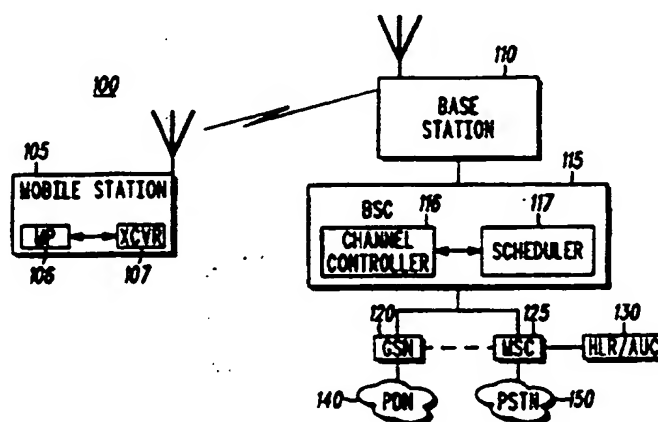 100
110
BASE
STATION
105
MOBILE STATION
MP
XCVR
106
107
115
BSC
116
117
CHANNEL
CONTROLLER
SCHEDULER
120
125
130
GSN
MSC
HLR/AUC
140
PDN
PSTN
150